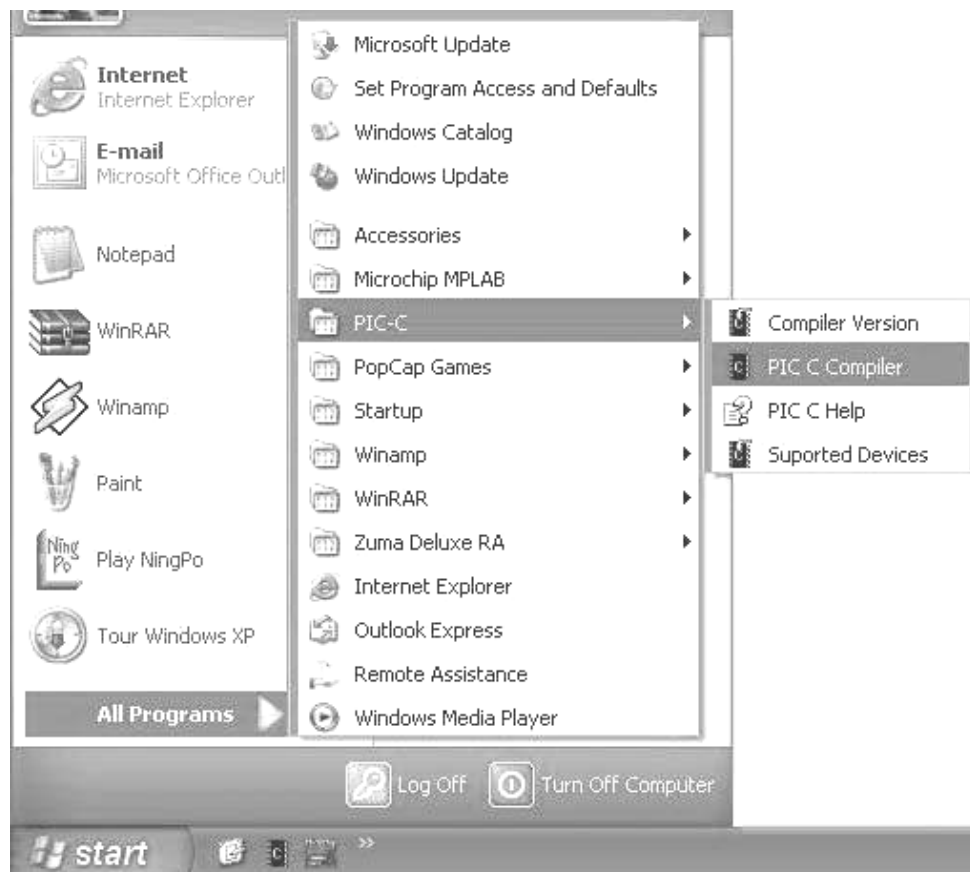 Internet
Internet Explorer
E-mail
Microsoft Office Outl
Notepad
WinRAR
Winamp
Paint
Ning
Po
Play NingPo
Tour Windows XP
All Programs
Microsoft Update
Set Program Access and Defaults
Windows Catalog
Windows Update
Accessories
Microchip MPLAB
PIC-C
PopCap Games
Startup
Winamp
WinRAR
Zuma Deluxe RA
Internet Explorer
Outlook Express
Remote Assistance
Windows Media Player
Compiler Version
PIC C Compiler
PIC C Help
Suported Devices
Log Off
Turn Off Computer
start